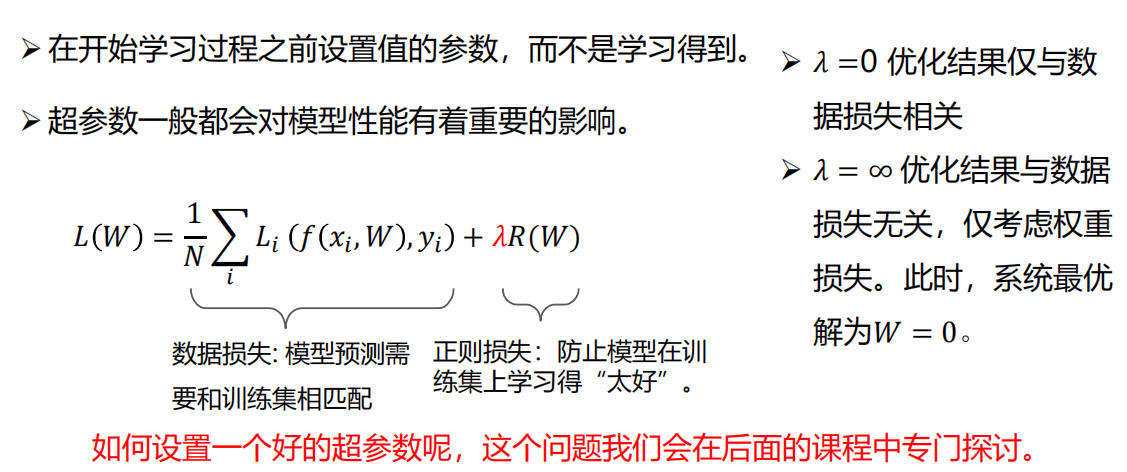 ➢ 在开始学习过程之前设置值的参数，而不是学习得到。
➢ 超参数一般都会对模型性能有着重要的影响。
L(W) = \frac{1}{N} \sum_{i} L_i (f(x_i, W), y_i) + λR(W)
数据损失: 模型预测需
要和训练集相匹配
正则损失：防止模型在训
练集上学习得“太好”。
➢ λ =0 优化结果仅与数
据损失相关
➢ λ = ∞ 优化结果与数据
损失无关，仅考虑权重
损失。此时，系统最优
解为W = 0。
如何设置一个好的超参数呢，这个问题我们会在后面的课程中专门探讨。